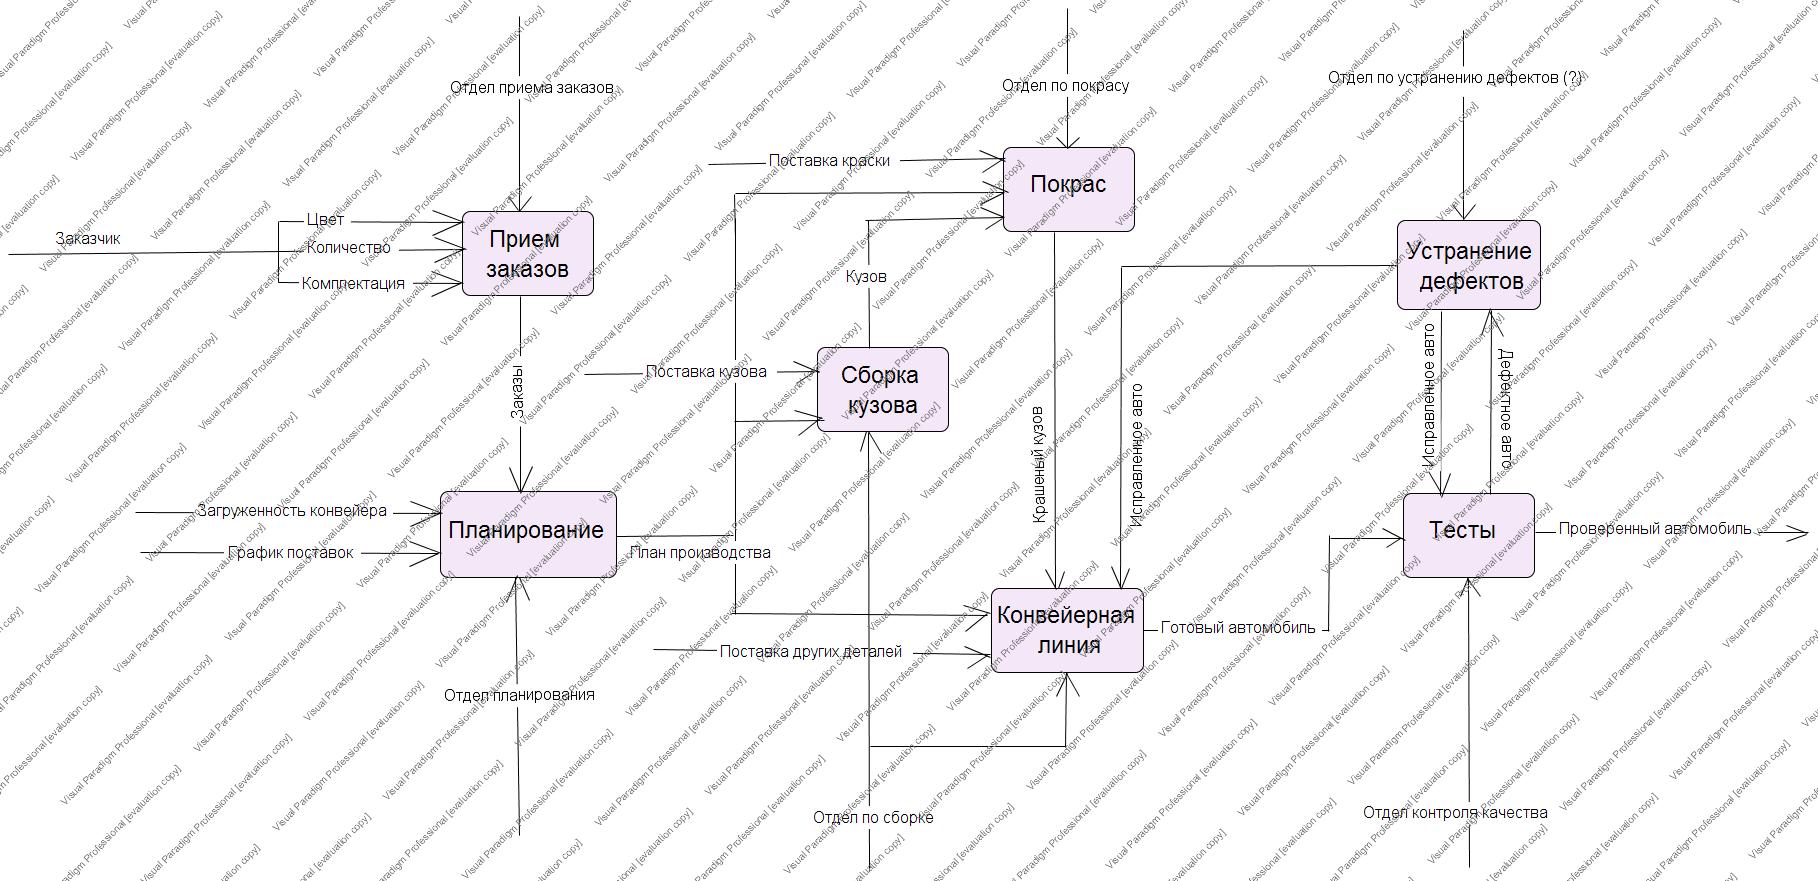 Отдел приема заказов
Отдел по покрасу
Отдел по устранению дефектов (?)
Поставка краски
Покрас
Заказчик
Цвет
Количество
Комплектация
Прием
заказов
Кузов
Устранение
дефектов
Заказы
Поставка кузова
Сборка
кузова
Крашеный кузов
Исправленное авто
Исправленное авто
Дефектное авто
Загруженность конвейера
График поставок
Планирование
План производства
Тесты
Проверенный автомобиль
Конвейерная
линия
Готовый автомобиль
Поставка других деталей
Отдел планирования
Отдел по сборке
Отдел контроля качества
Visual Paradigm Professional [evaluation copy]